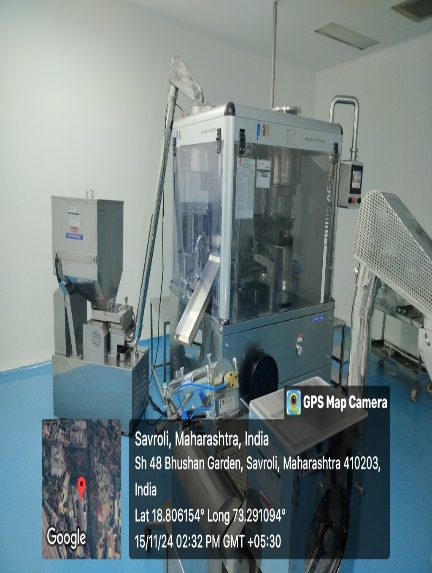 GPS Map Camera
Savroli, Maharashtra, India
Sh 48 Bhushan Garden, Savroli, Maharashtra 410203,
India
Lat 18.806154° Long 73.291094°
15/11/24 02:32 PM GMT +05:30
Google